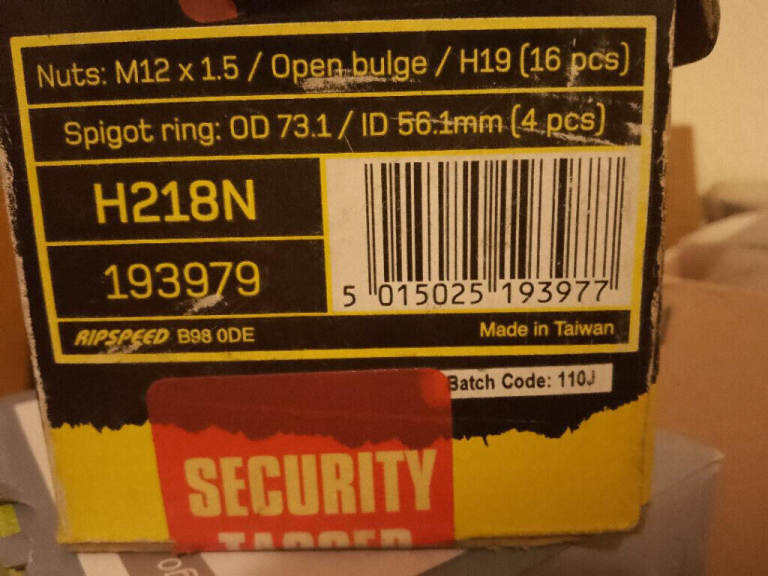 Nuts: M12 x 1.5 / Open bulge / H19 (16 pcs)
Spigot ring: OD 73.1 / ID 56.1mm (4 pcs)
H218N
193979
5 015025 193977
RIPSPEED B98 0DE
Made in Taiwan
Batch Code: 110J
SECURITY
TAGGED